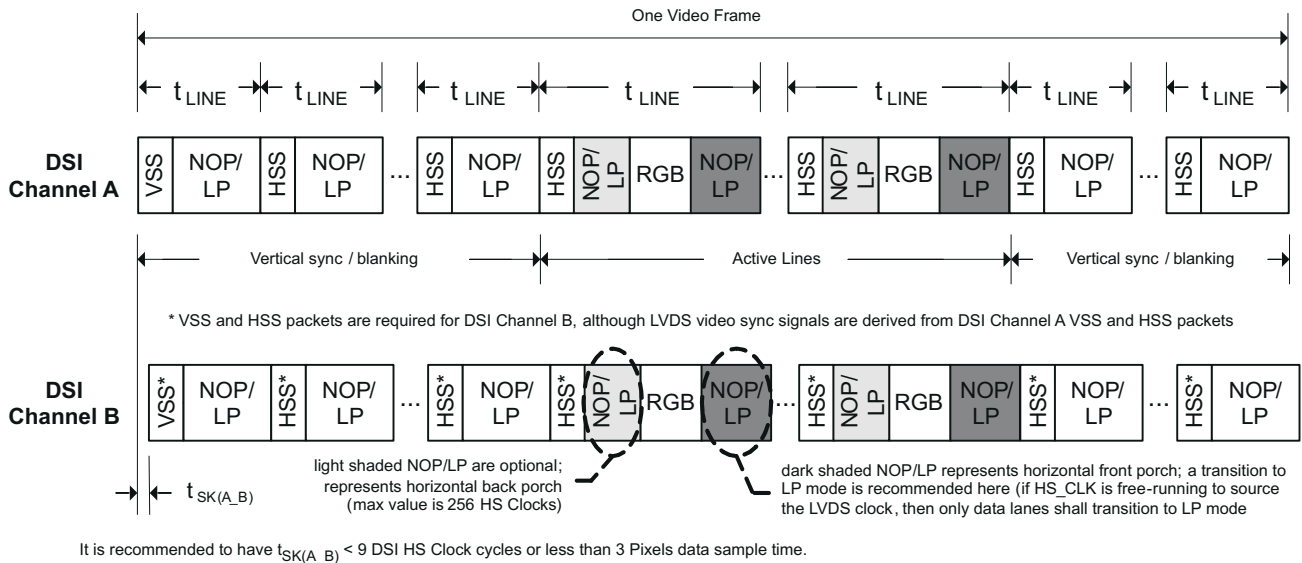 One Video Frame
t LINE t LINE t LINE t LINE t LINE t LINE t LINE
DSI
Channel A
VSS NOP/LP HSS NOP/LP ... HSS NOP/LP HSS NOP/LP RGB NOP/LP ... HSS NOP/LP RGB NOP/LP HSS NOP/LP ... HSS NOP/LP
Vertical sync / blanking Active Lines Vertical sync / blanking
* VSS and HSS packets are required for DSI Channel B, although LVDS video sync signals are derived from DSI Channel A VSS and HSS packets
DSI
Channel B
VSS* NOP/LP HSS* NOP/LP ... HSS* NOP/LP HSS* NOP/LP RGB NOP/LP ... HSS* NOP/LP RGB NOP/LP HSS* NOP/LP ... HSS* NOP/LP
t SK(A_B)
light shaded NOP/LP are optional;
represents horizontal back porch
(max value is 256 HS Clocks)
dark shaded NOP/LP represents horizontal front porch; a transition to
LP mode is recommended here (if HS_CLK is free-running to source
the LVDS clock, then only data lanes shall transition to LP mode
It is recommended to have tSK(A_B) < 9 DSI HS Clock cycles or less than 3 Pixels data sample time.